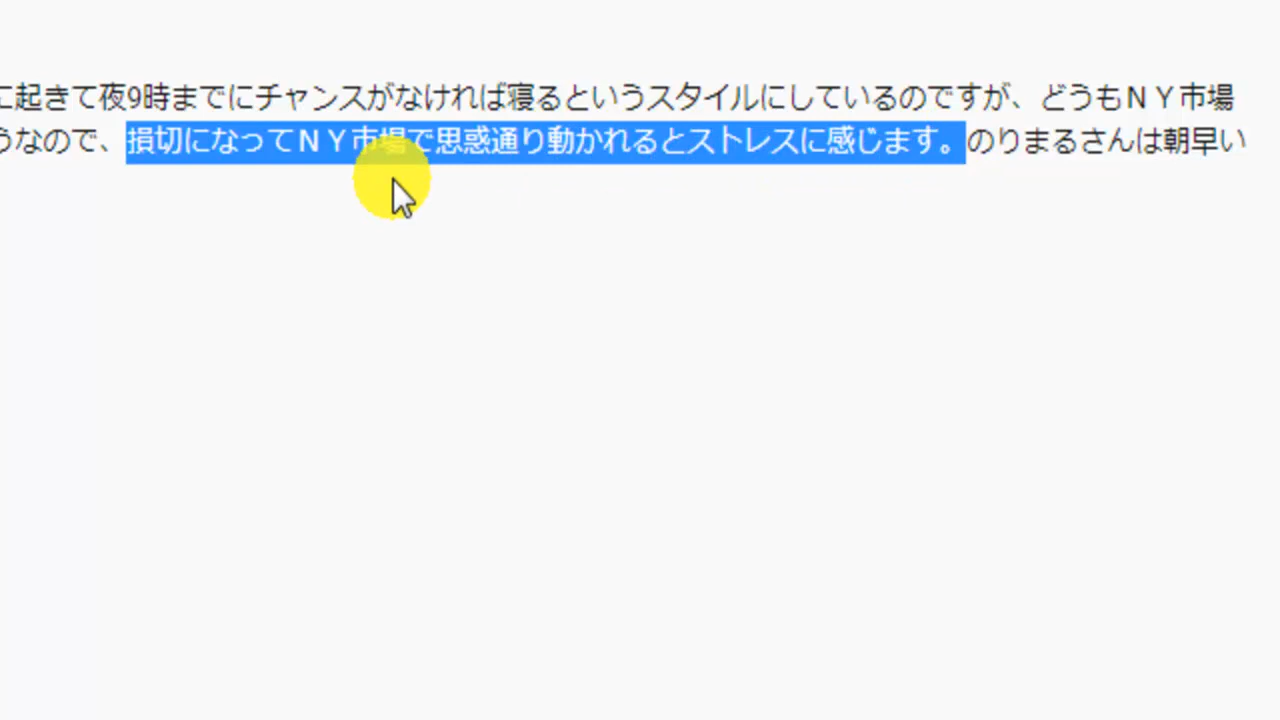 に起きて夜9時までにチャンスがなければ寝るというスタイルにしているのですが、どうもＮＹ市場
うなので、損切になってＮＹ市場で思惑通り動かれるとストレスに感じます。のりまるさんは朝早い